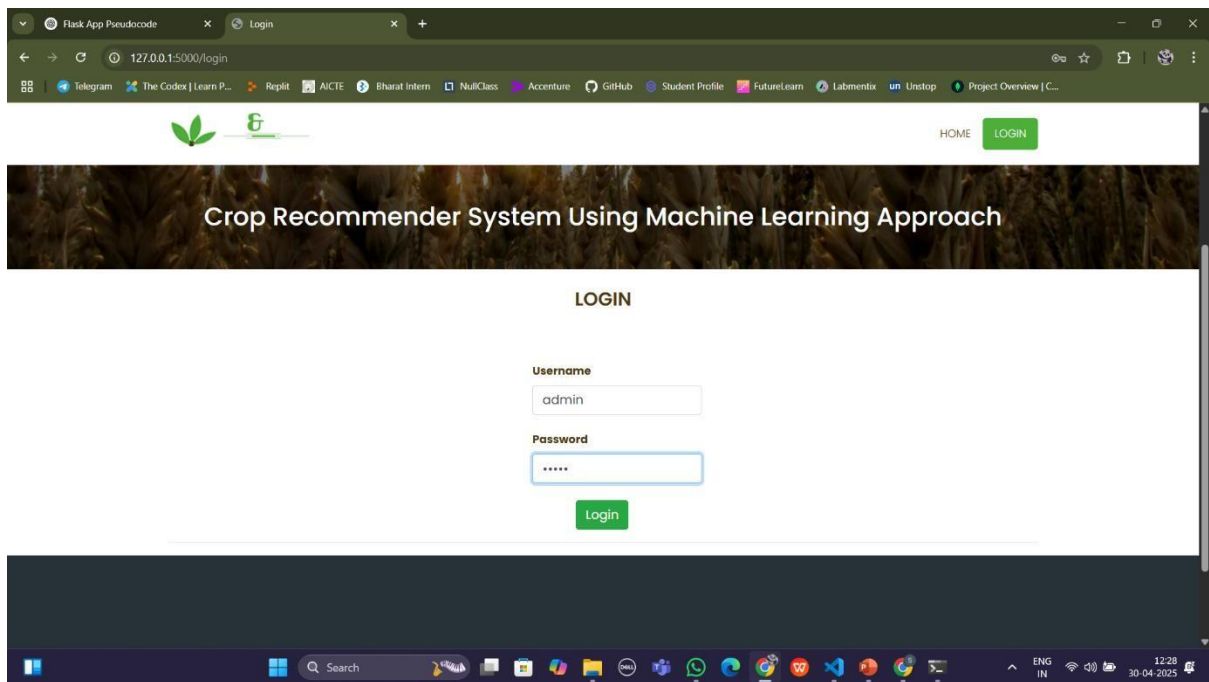 Flask App Pseudocode
Login
127.0.0.1:5000/login
Telegram The Codex | Learn P... Replit AICTE Bharat Intern NullClass Accenture GitHub Student Profile FutureLearn Labmentix un Unstop Project Overview | C...
&
HOME LOGIN
Crop Recommender System Using Machine Learning Approach
LOGIN
Username
admin
Password
•••••
Login
Search
DELL
ENG
IN
12:28
30-04-2025